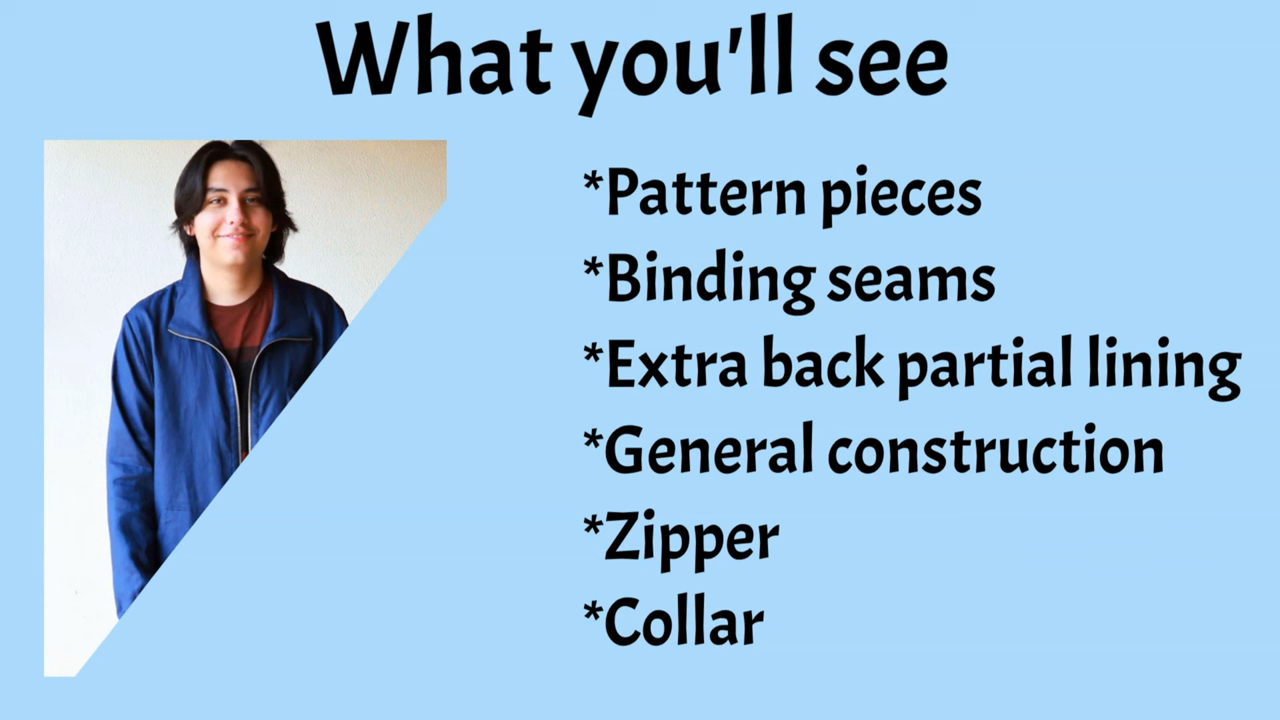 What you'll see
*Pattern pieces
*Binding seams
*Extra back partial lining
*General construction
*Zipper
*Collar